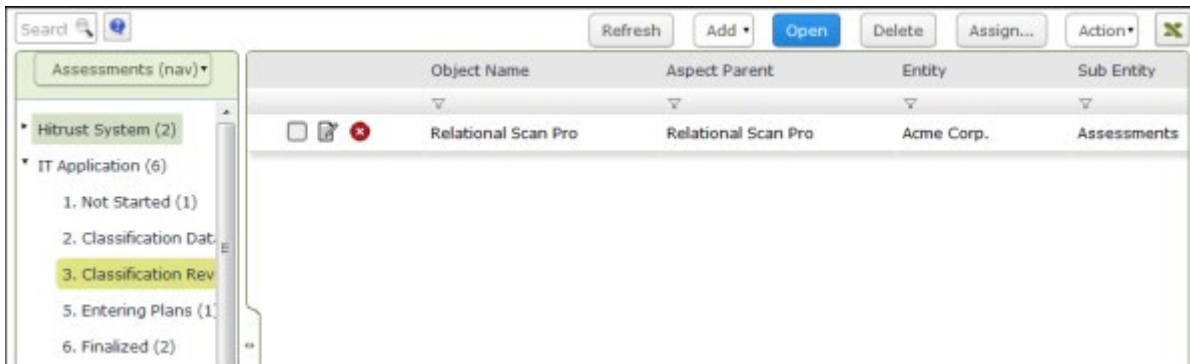 Search Refresh Add Open Delete Assign... Action
Assessments (nav) Object Name Aspect Parent Entity Sub Entity
Hitrust System (2) Relational Scan Pro Relational Scan Pro Acme Corp. Assessments
IT Application (6)
1. Not Started (1)
2. Classification Dat
3. Classification Rev
5. Entering Plans (1)
6. Finalized (2)